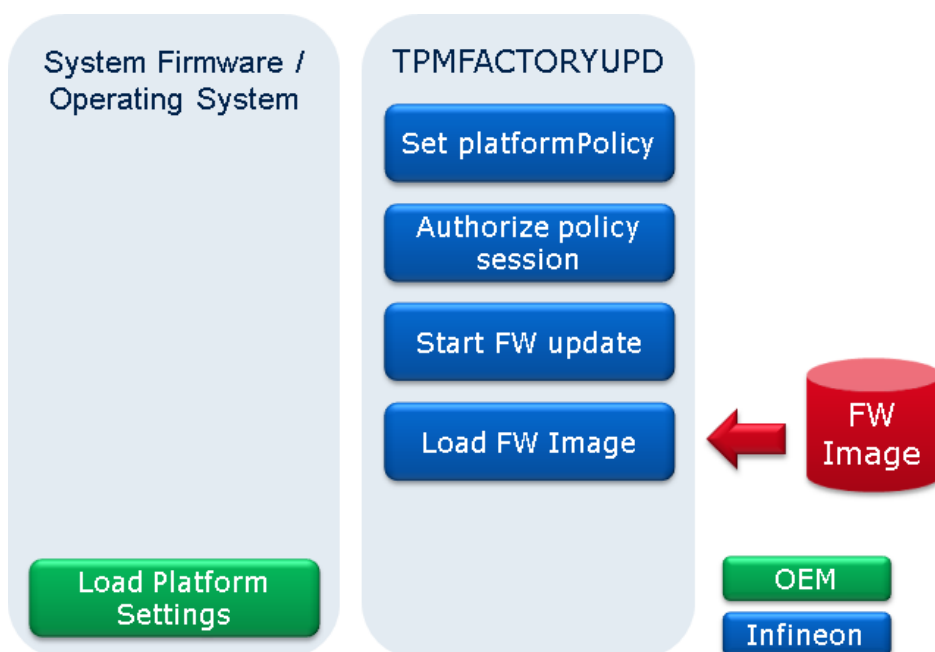 System Firmware /
Operating System
TPMFACTORYUPD
Set platformPolicy
Authorize policy
session
Start FW update
Load FW Image
FW
Image
Load Platform
Settings
OEM
Infineon